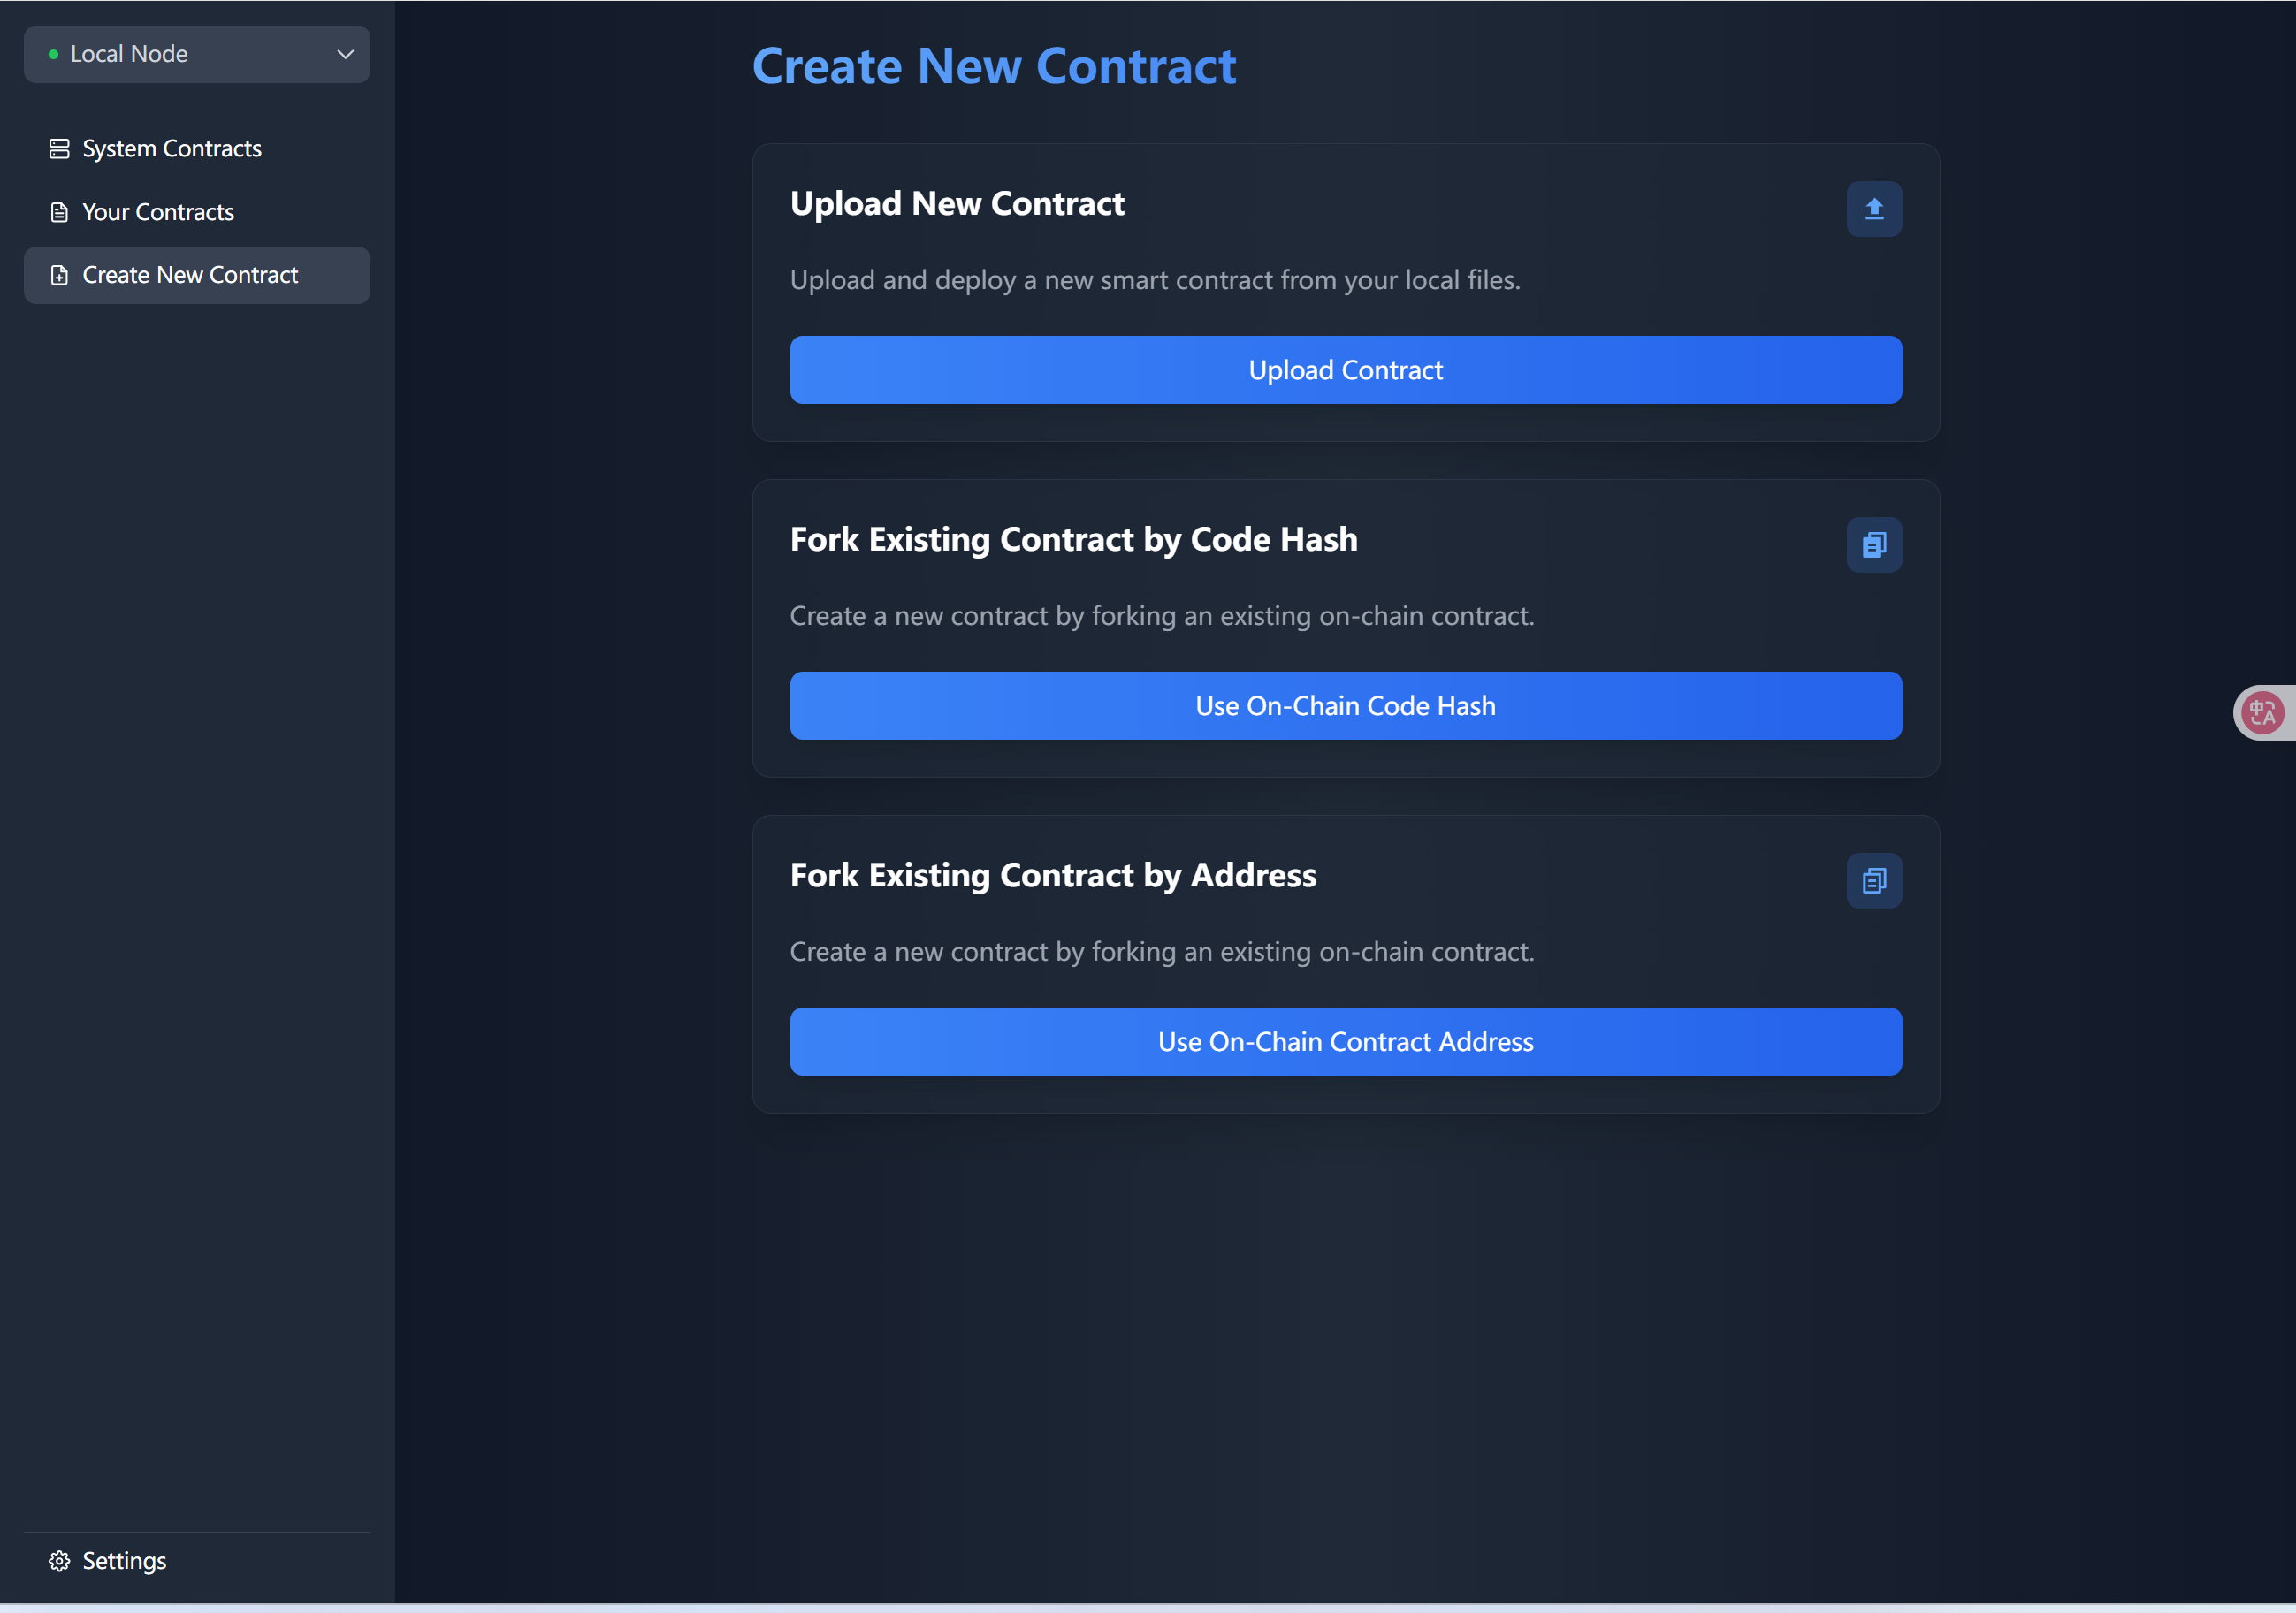 Local Node
System Contracts
Your Contracts
Create New Contract
Settings
Create New Contract
Upload New Contract
Upload and deploy a new smart contract from your local files.
Upload Contract
Fork Existing Contract by Code Hash
Create a new contract by forking an existing on-chain contract.
Use On-Chain Code Hash
Fork Existing Contract by Address
Create a new contract by forking an existing on-chain contract.
Use On-Chain Contract Address
中A